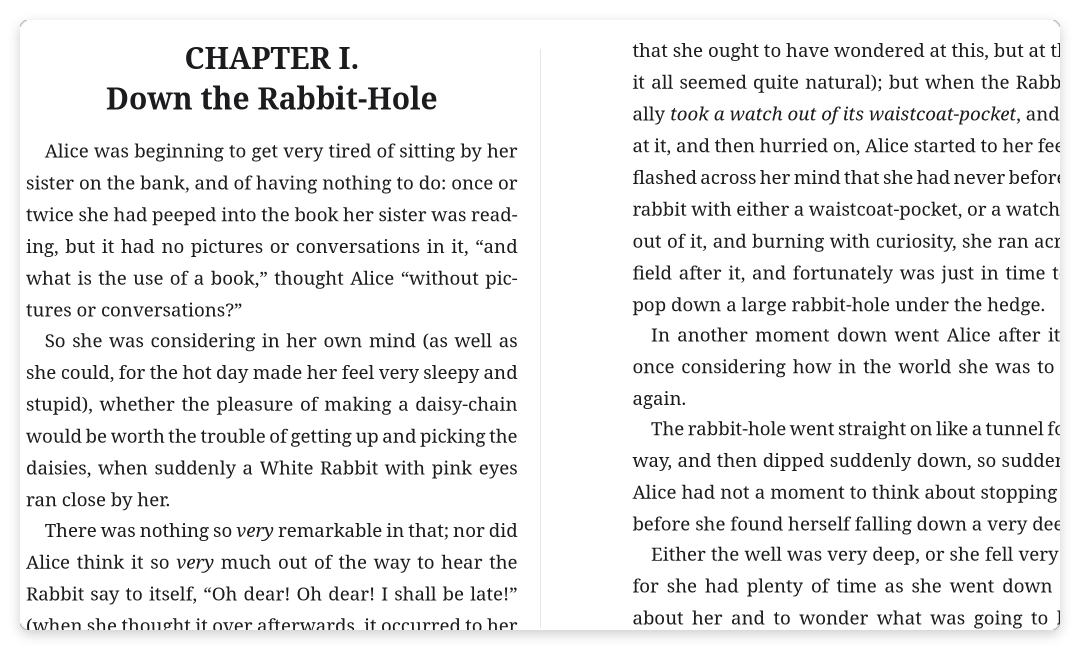 CHAPTER I.
Down the Rabbit-Hole
Alice was beginning to get very tired of sitting by her
sister on the bank, and of having nothing to do: once or
twice she had peeped into the book her sister was read-
ing, but it had no pictures or conversations in it, “and
what is the use of a book,” thought Alice “without pic-
tures or conversations?”
So she was considering in her own mind (as well as
she could, for the hot day made her feel very sleepy and
stupid), whether the pleasure of making a daisy-chain
would be worth the trouble of getting up and picking the
daisies, when suddenly a White Rabbit with pink eyes
ran close by her.
There was nothing so very remarkable in that; nor did
Alice think it so very much out of the way to hear the
Rabbit say to itself, “Oh dear! Oh dear! I shall be late!”
(when she thought it over afterwards, it occurred to her
that she ought to have wondered at this, but at
it all seemed quite natural); but when the
ally took a watch out of its waistcoat-pocket, and
at it, and then hurried on, Alice started to her
flashed across her mind that she had never before
rabbit with either a waistcoat-pocket, or a watch
out of it, and burning with curiosity, she ran
field after it, and fortunately was just in time
pop down a large rabbit-hole under the hedge.
In another moment down went Alice after it
once considering how in the world she was to
again.
The rabbit-hole went straight on like a tunnel
way, and then dipped suddenly down, so
Alice had not a moment to think about stopping
before she found herself falling down a very
Either the well was very deep, or she fell very
for she had plenty of time as she went down
about her and to wonder what was going to